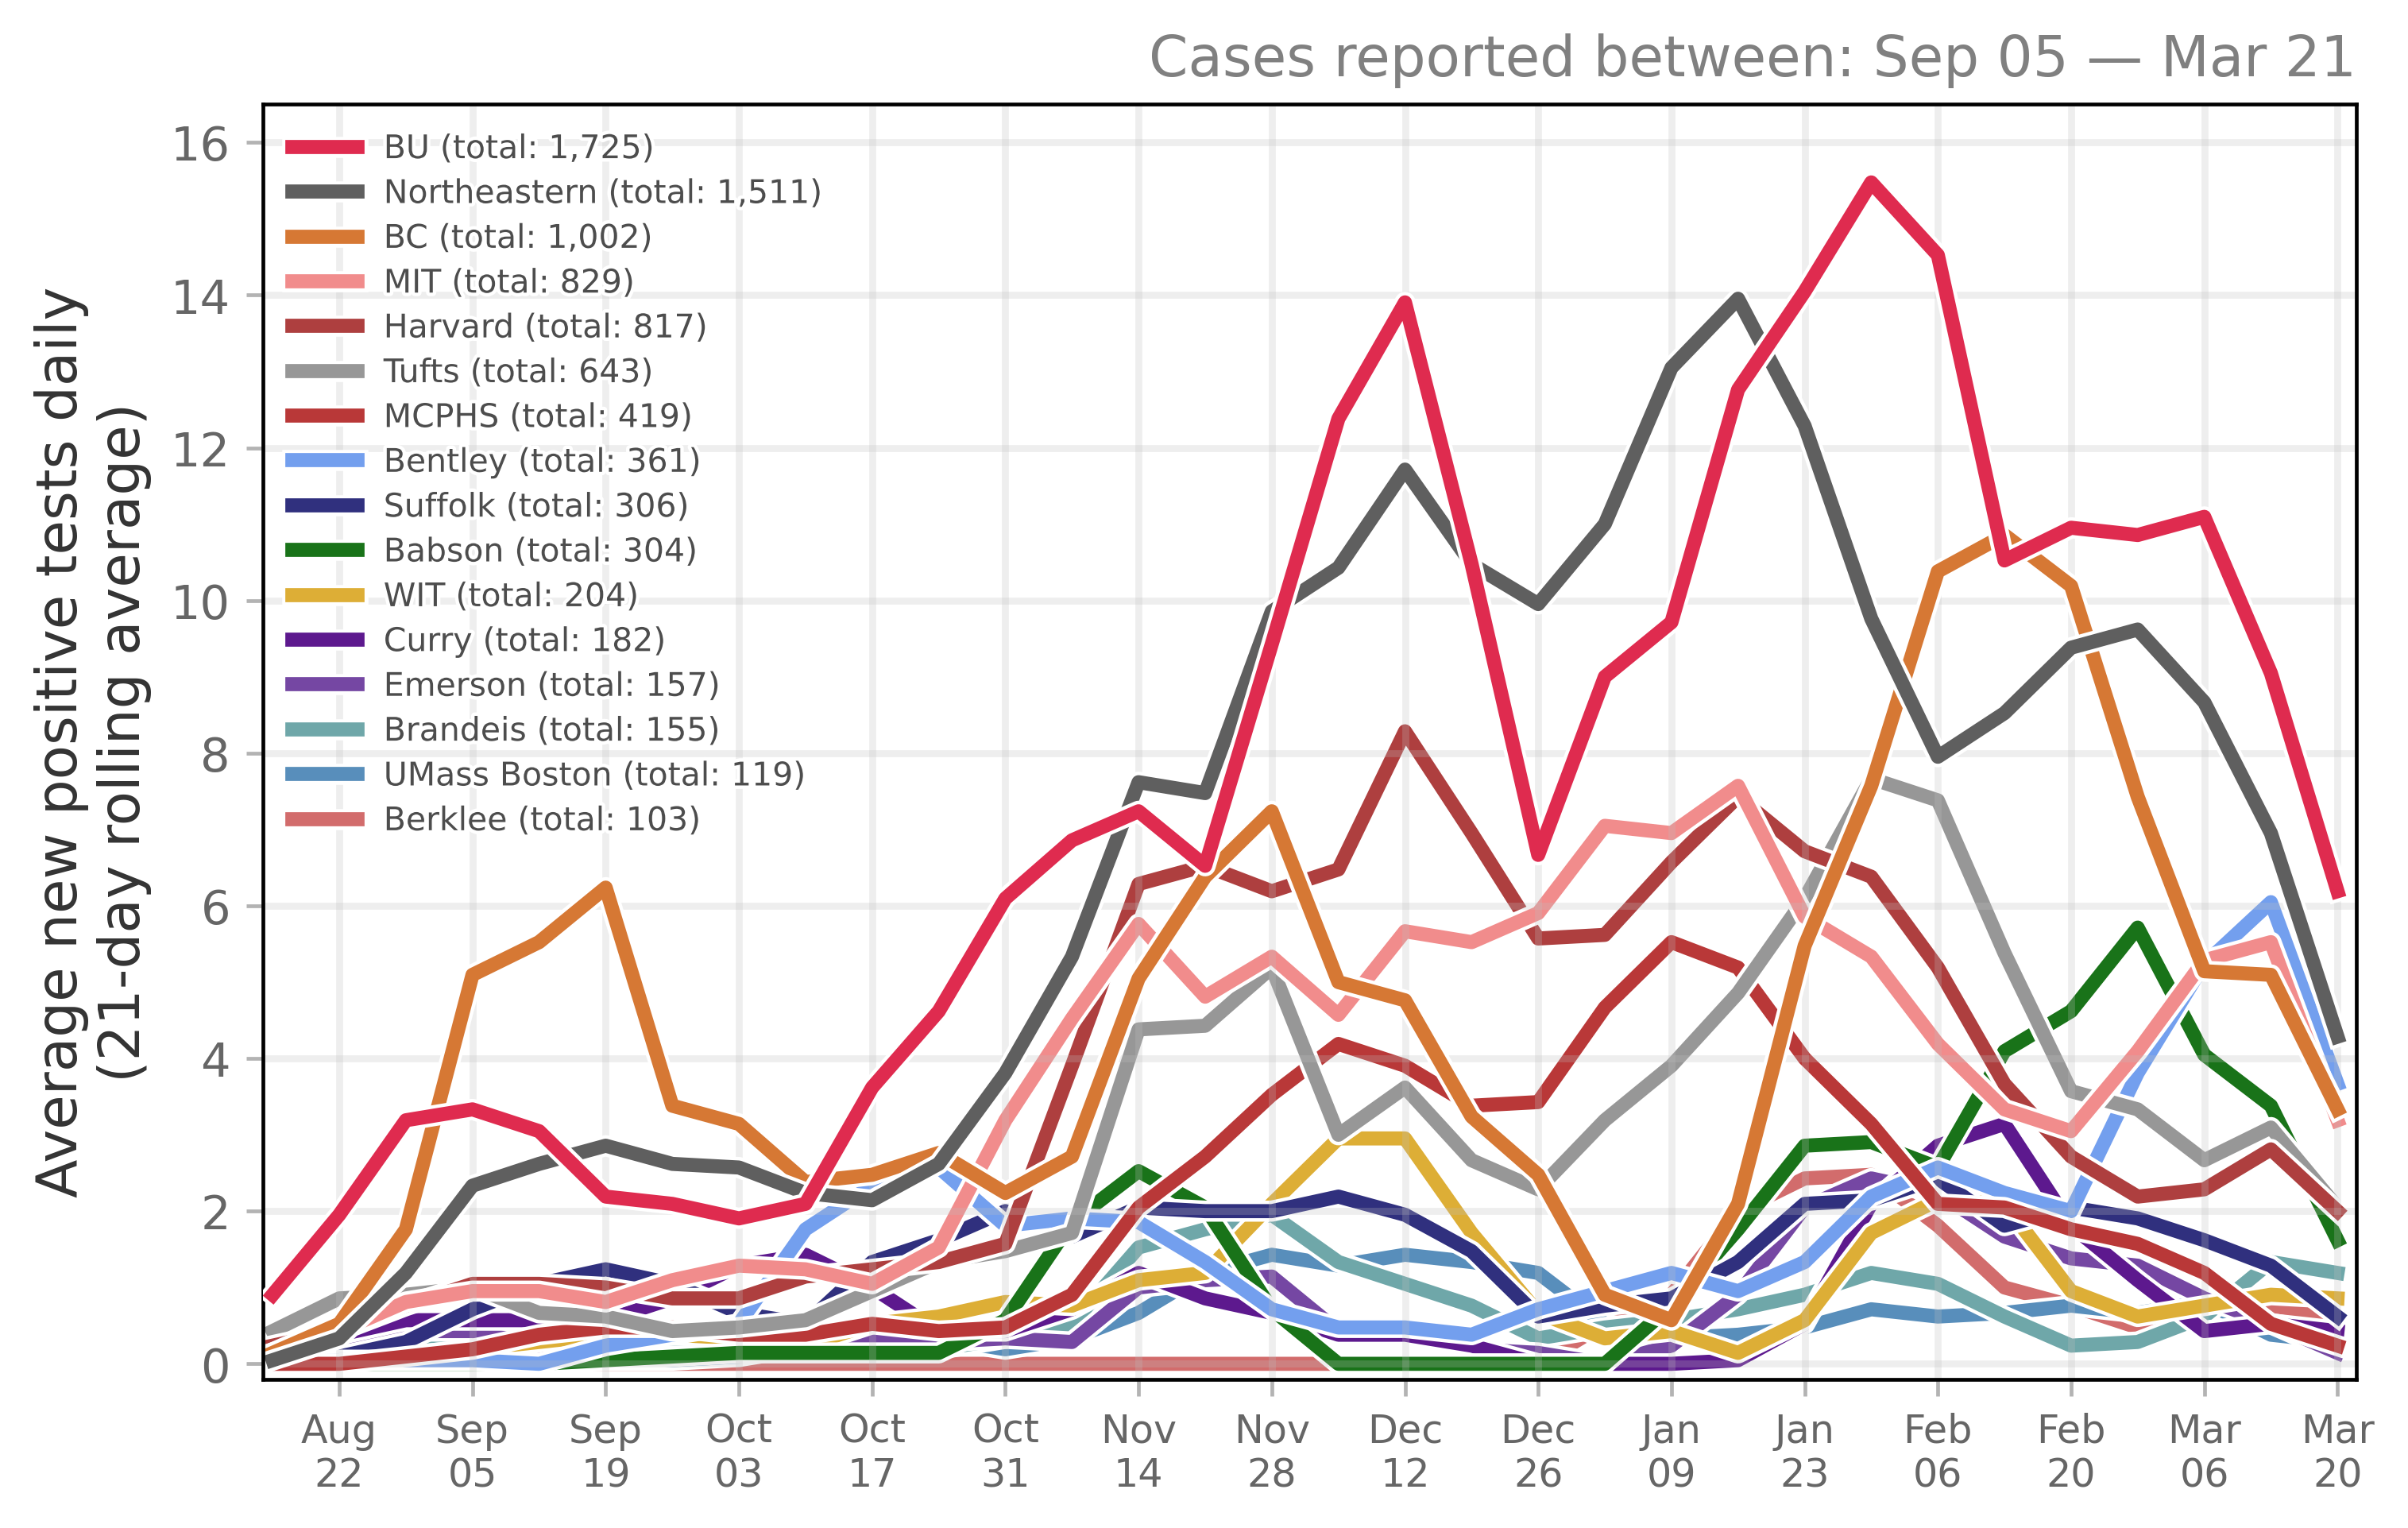 Cases reported between: Sep 05 — Mar 21
Average new positive tests daily
(21-day rolling average)
16
14
12
10
8
6
4
2
0
BU (total: 1,725)
Northeastern (total: 1,511)
BC (total: 1,002)
MIT (total: 829)
Harvard (total: 817)
Tufts (total: 643)
MCPHS (total: 419)
Bentley (total: 361)
Suffolk (total: 306)
Babson (total: 304)
WIT (total: 204)
Curry (total: 182)
Emerson (total: 157)
Brandeis (total: 155)
UMass Boston (total: 119)
Berklee (total: 103)
Aug Sep Sep Oct Oct Oct Nov Nov Dec Dec Jan Jan Feb Feb Mar Mar
22 05 19 03 17 31 14 28 12 26 09 23 06 20 06 20